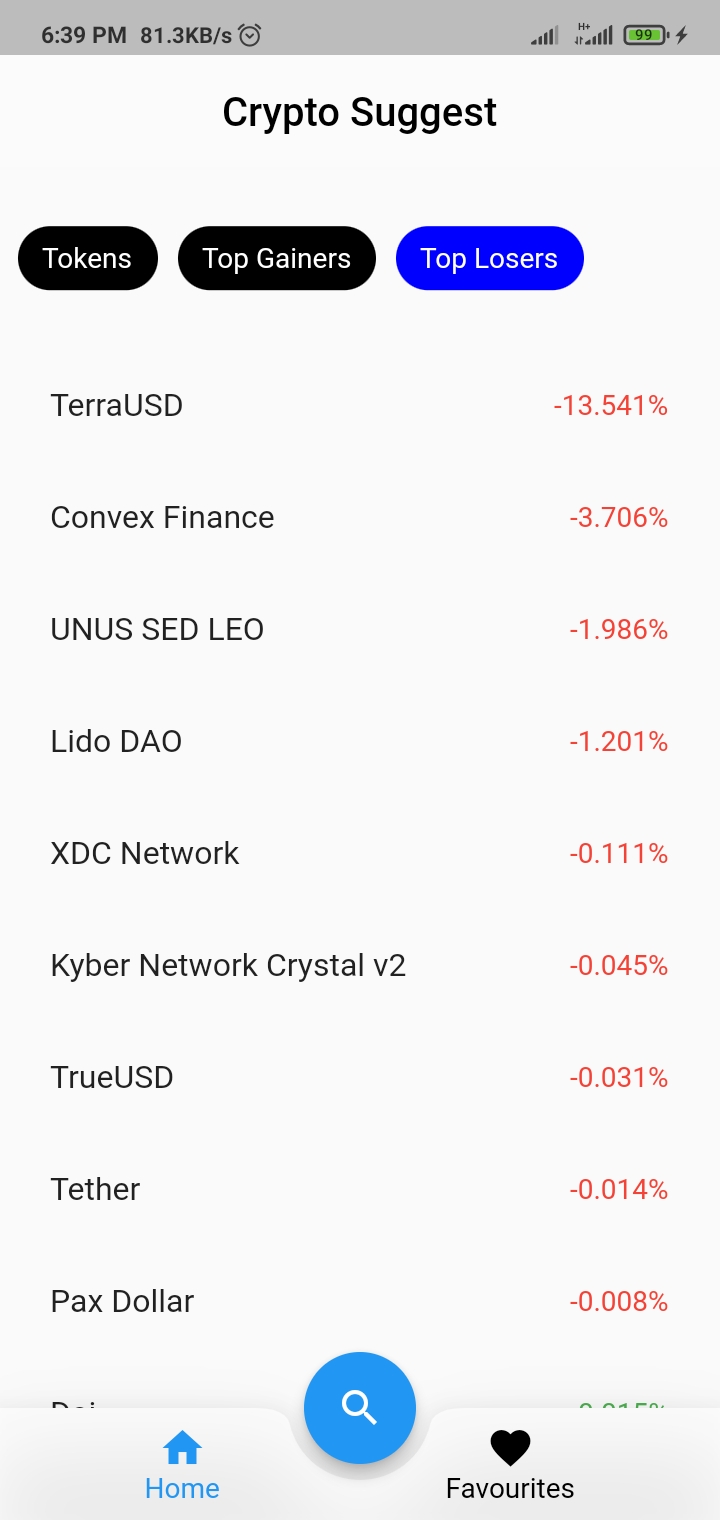 6:39 PM 81.3KB/s H+ 99
Crypto Suggest
Tokens Top Gainers Top Losers
TerraUSD -13.541%
Convex Finance -3.706%
UNUS SED LEO -1.986%
Lido DAO -1.201%
XDC Network -0.111%
Kyber Network Crystal v2 -0.045%
TrueUSD -0.031%
Tether -0.014%
Pax Dollar -0.008%
Dai
Home Favourites